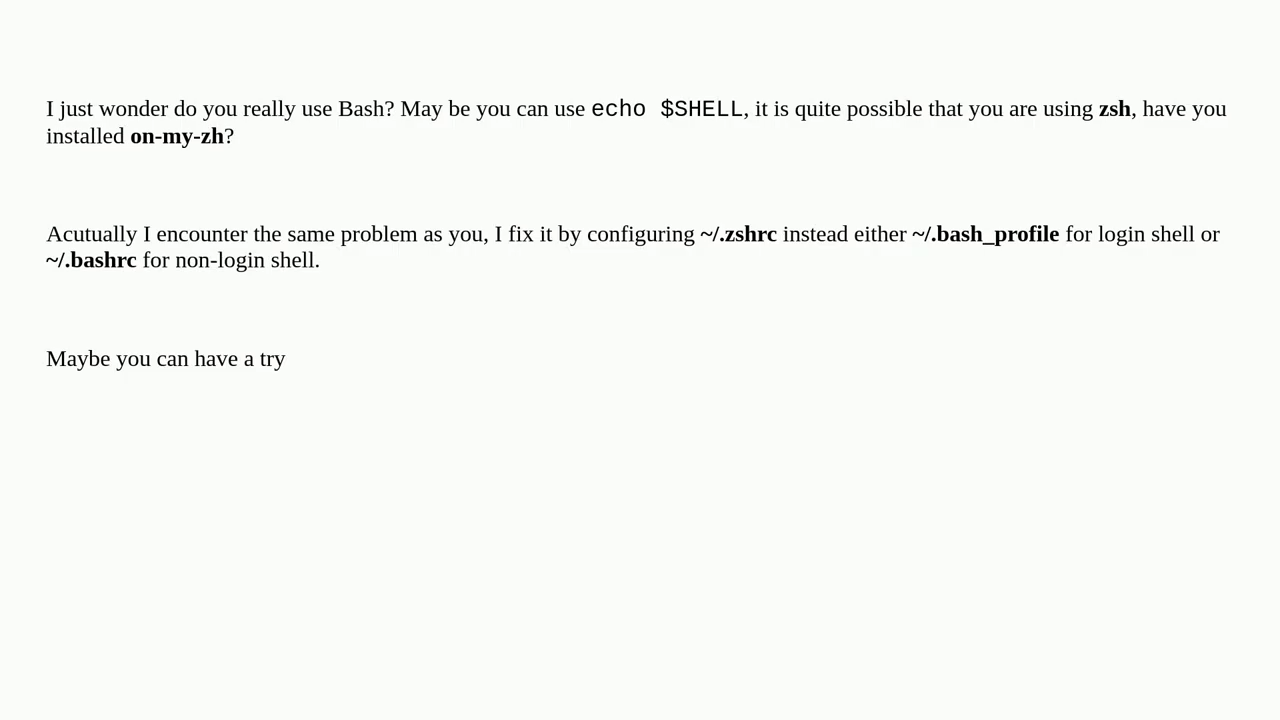 I just wonder do you really use Bash? May be you can use echo $SHELL, it is quite possible that you are using zsh, have you
installed on-my-zh?
Acutually I encounter the same problem as you, I fix it by configuring ~/.zshrc instead either ~/.bash_profile for login shell or
~/.bashrc for non-login shell.
Maybe you can have a try